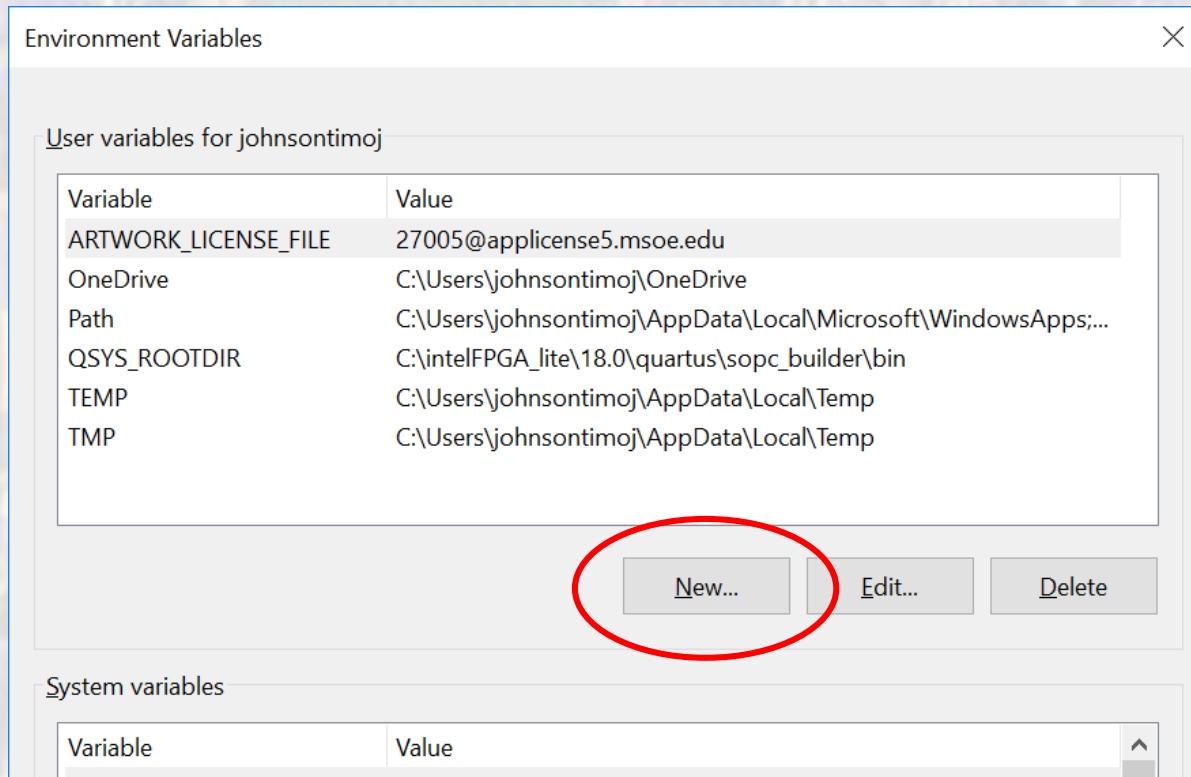 Environment Variables
User variables for johnsontimoj
Variable Value
ARTWORK_LICENSE_FILE 27005@applicense5.msoe.edu
OneDrive C:\Users\johnsontimoj\OneDrive
Path C:\Users\johnsontimoj\AppData\Local\Microsoft\WindowsApps;...
QSYS_ROOTDIR C:\intelFPGA_lite\18.0\quartus\sopc_builder\bin
TEMP C:\Users\johnsontimoj\AppData\Local\Temp
TMP C:\Users\johnsontimoj\AppData\Local\Temp
New... Edit... Delete
System variables
Variable Value